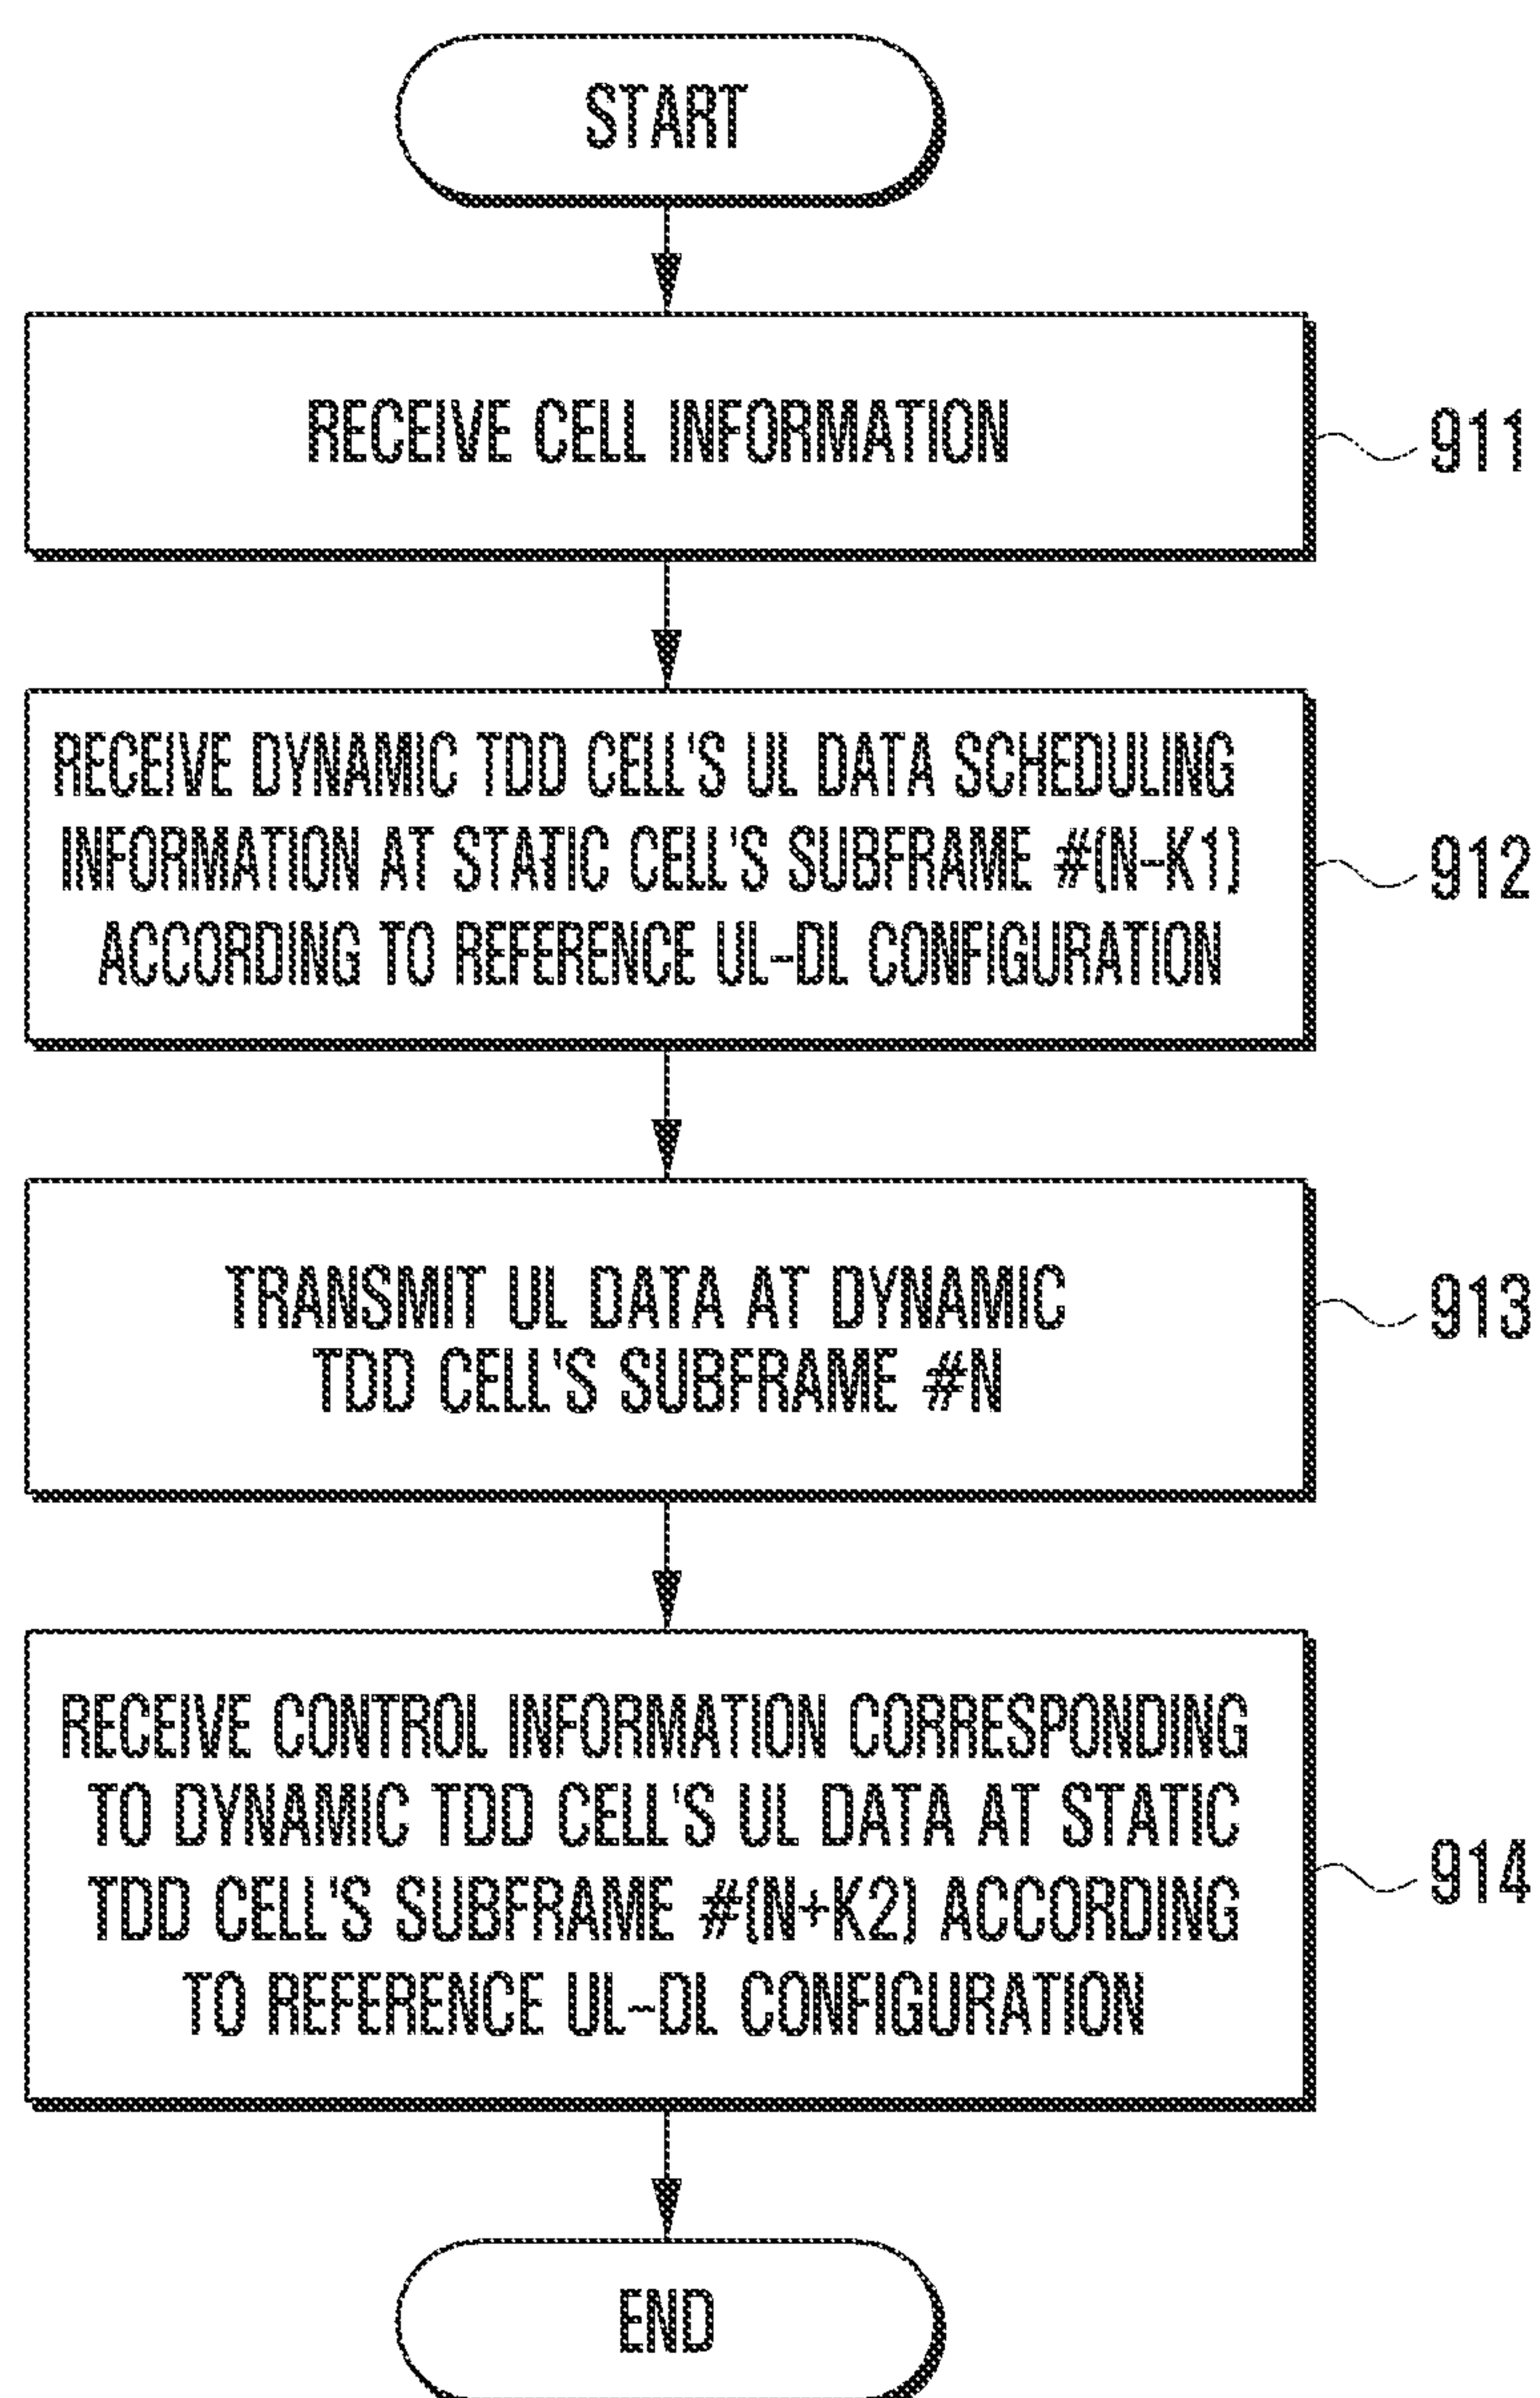 START
RECEIVE CELL INFORMATION
911
RECEIVE DYNAMIC TDD CELL'S UL DATA SCHEDULING
INFORMATION AT STATIC CELL'S SUBFRAME #(N-K1)
ACCORDING TO REFERENCE UL-DL CONFIGURATION
912
TRANSMIT UL DATA AT DYNAMIC
TDD CELL'S SUBFRAME #N
913
RECEIVE CONTROL INFORMATION CORRESPONDING
TO DYNAMIC TDD CELL'S UL DATA AT STATIC
TDD CELL'S SUBFRAME #(N+K2) ACCORDING
TO REFERENCE UL-DL CONFIGURATION
914
END